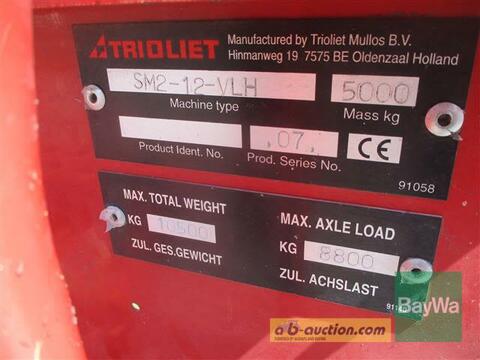 TRIOLIET
Manufactured by Trioliet Mullos B.V.
Hinmanweg 19 7575 BE Oldenzaal Holland
SM2-12-VLH
5000
Machine type
Mass kg
.07.
CE
Product Ident. No.
Prod. Series No.
91058
MAX. TOTAL WEIGHT
KG 10500
ZUL. GES.GEWICHT
MAX. AXLE LOAD
KG 8800
ZUL. ACHSLAST
BayWa
ab-auction.com